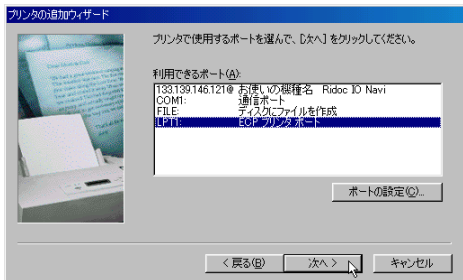 プリンタの追加ウィザード
プリンタで使用するポートを選んで、[次へ] をクリックしてください。
利用できるポート(A):
133.139.146.121@ お使いの機種名 Ridoc IO Navi
COM1: 通信ポート
FILE: ディスクにファイルを作成
LPT1: ECP プリンタ ポート
ポートの設定(C)...
< 戻る(B) 次へ > キャンセル